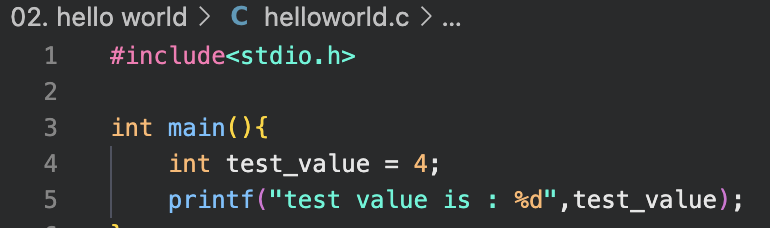 02. hello world > C helloworld.c > ...
1 #include<stdio.h>
2
3 int main(){
4 int test_value = 4;
5 printf("test value is : %d",test_value);